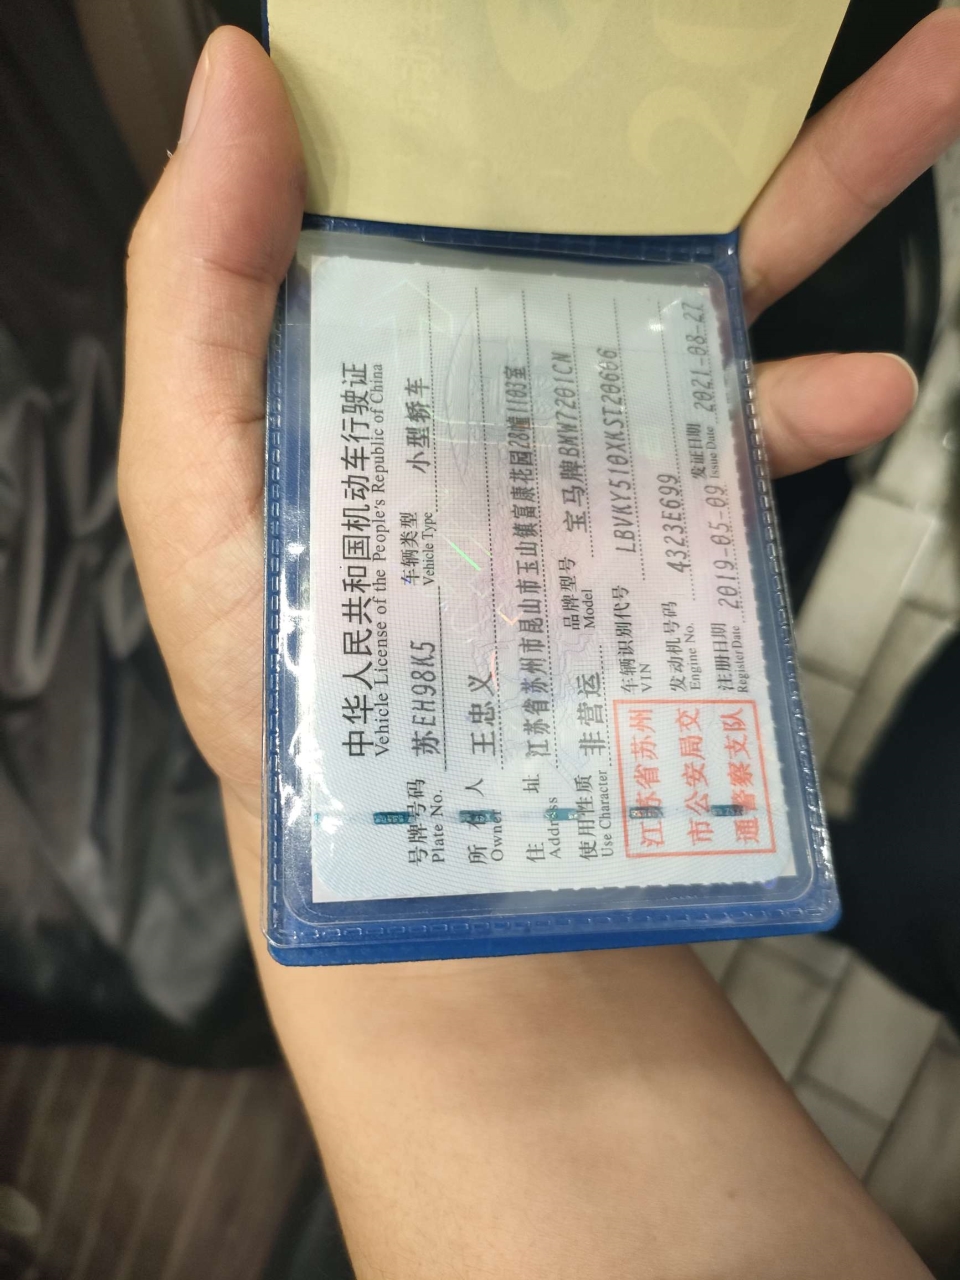 中华人民共和国机动车行驶证
Vehicle License of the People's Republic of China
号牌号码 苏EH98K5 车辆类型 小型轿车
Plate No. Vehicle Type
所有人 王忠义
Owner
住址 江苏省苏州市昆山市玉山镇富康花园28幢1103室
Address
使用性质 非营运 品牌型号 宝马牌BMW7201CN
Use Character Model
江苏省苏州
市公安局交
通警察支队
车辆识别代号 LBVKY510XKST20606
VIN
发动机号码 4323E699
Engine No.
注册日期 2019-05-09 发证日期 2021-08-27
Register Date Issue Date